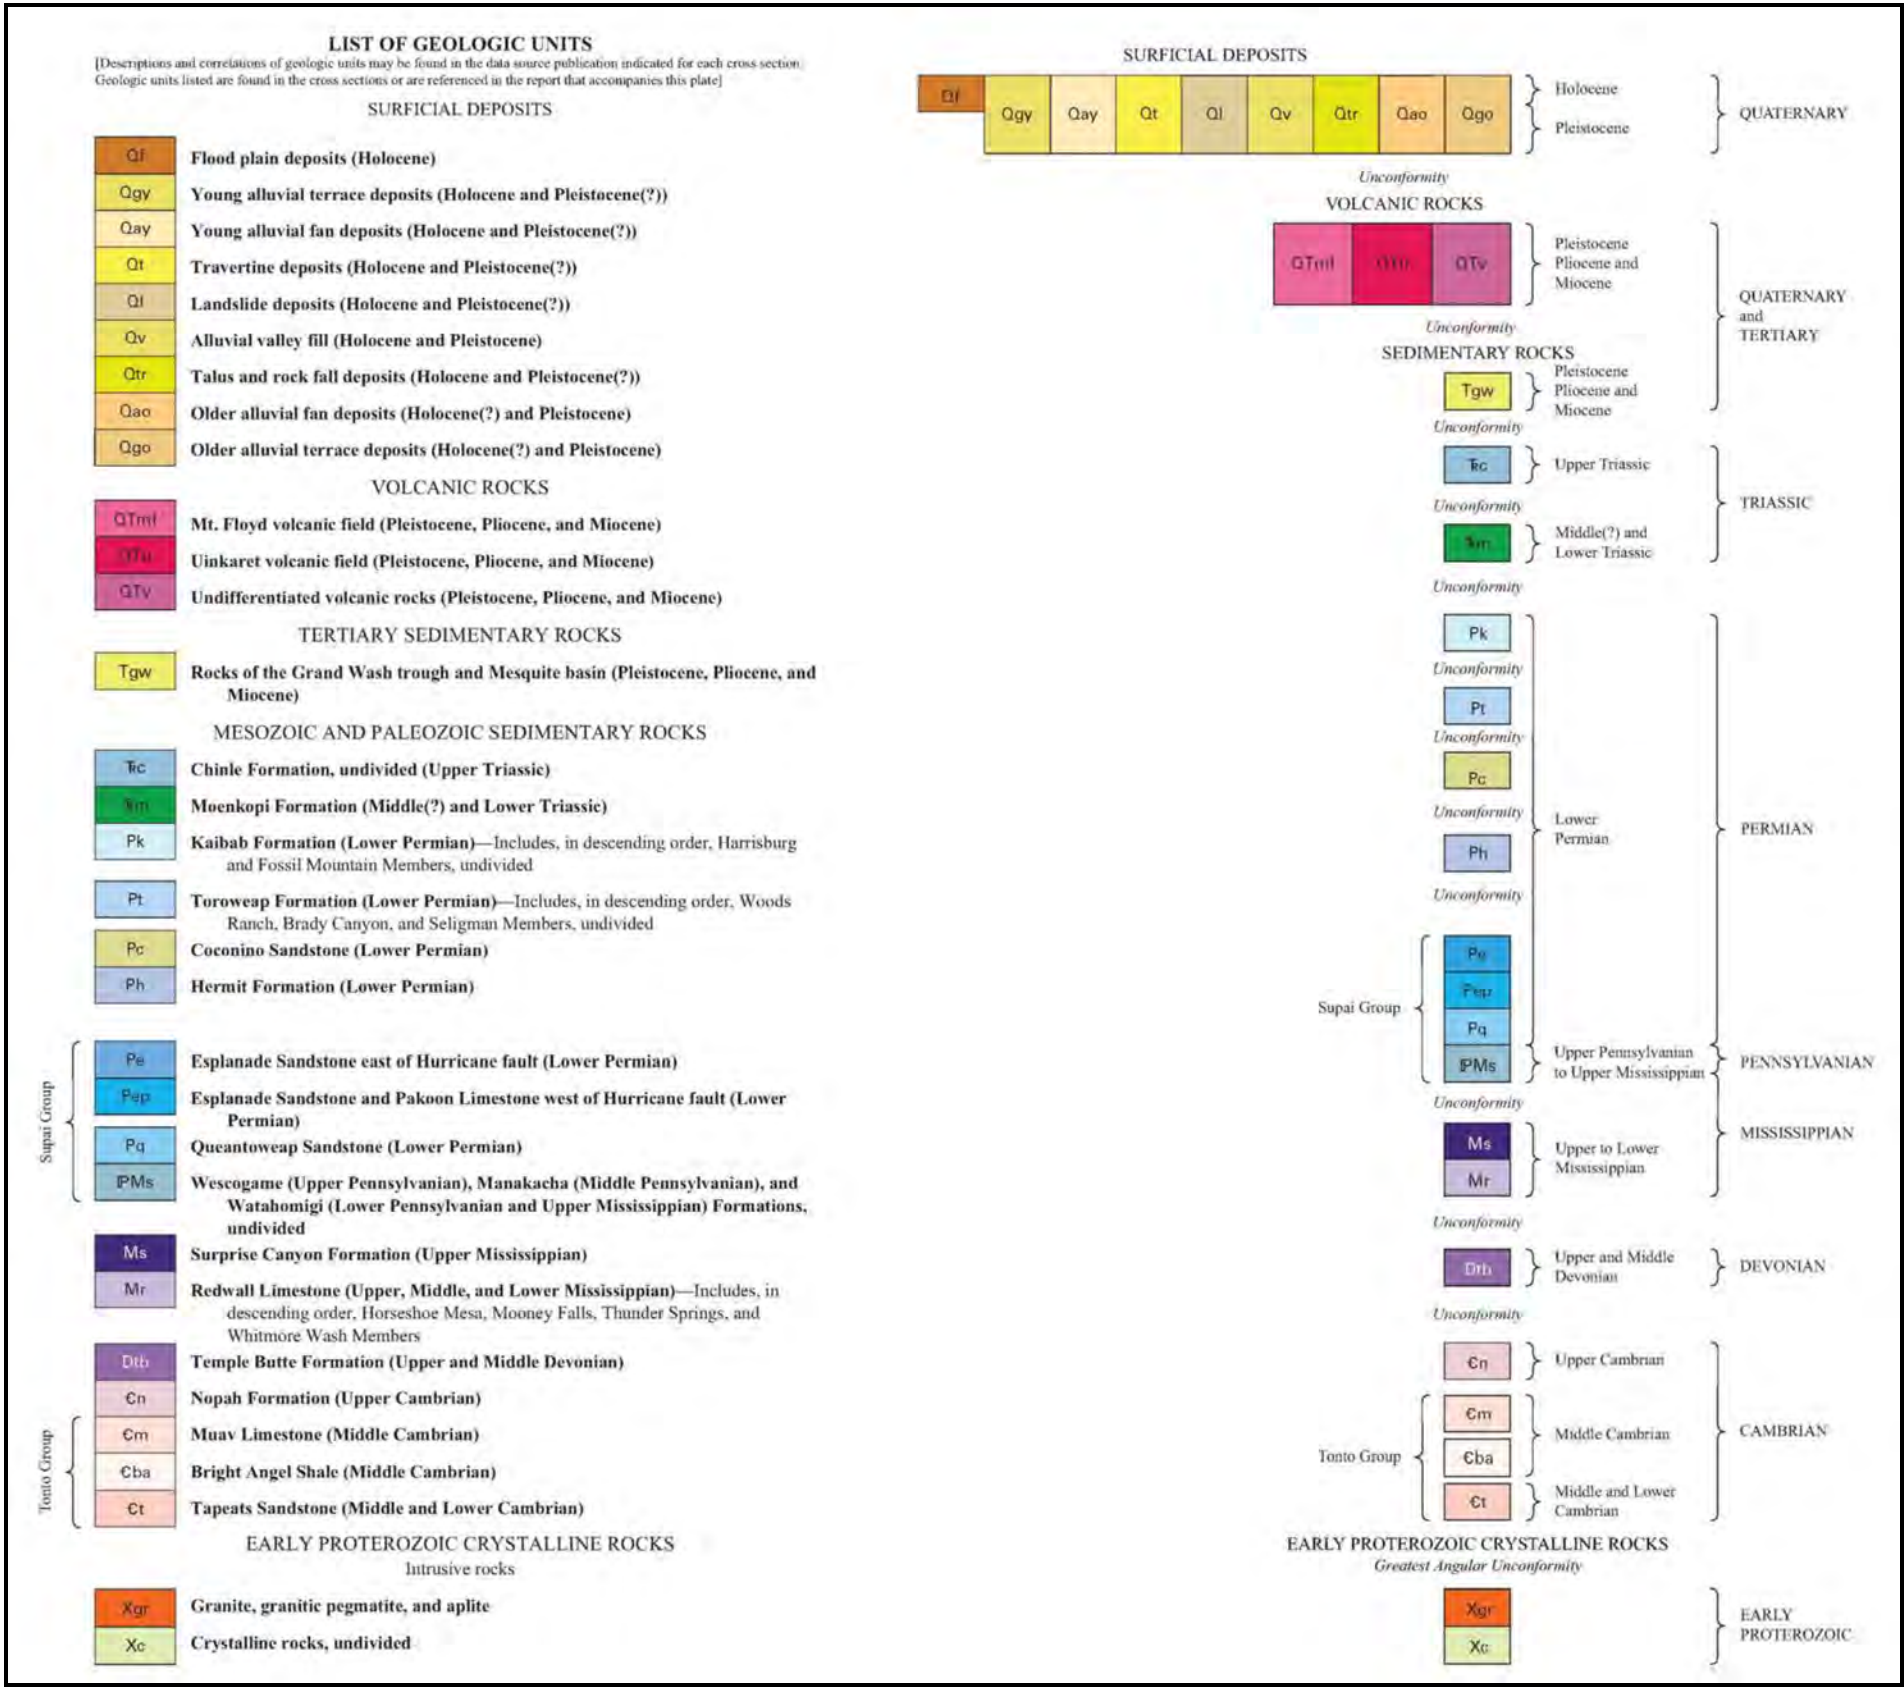 LIST OF GEOLOGIC UNITS
[Descriptions and correlations of geologic units may be found in the data source publication indicated for each cross section.
Geologic units listed are found in the cross sections or are referenced in the report that accompanies this plate]
SURFICIAL DEPOSITS
Qf Flood plain deposits (Holocene)
Qgy Young alluvial terrace deposits (Holocene and Pleistocene(?))
Qay Young alluvial fan deposits (Holocene and Pleistocene(?))
Qt Travertine deposits (Holocene and Pleistocene(?))
Ql Landslide deposits (Holocene and Pleistocene(?))
Qv Alluvial valley fill (Holocene and Pleistocene)
Qtr Talus and rock fall deposits (Holocene and Pleistocene(?))
Qao Older alluvial fan deposits (Holocene(?) and Pleistocene)
Qgo Older alluvial terrace deposits (Holocene(?) and Pleistocene)
VOLCANIC ROCKS
QTmf Mt. Floyd volcanic field (Pleistocene, Pliocene, and Miocene)
QTu Uinkaret volcanic field (Pleistocene, Pliocene, and Miocene)
QTv Undifferentiated volcanic rocks (Pleistocene, Pliocene, and Miocene)
TERTIARY SEDIMENTARY ROCKS
Tgw Rocks of the Grand Wash trough and Mesquite basin (Pleistocene, Pliocene, and
Miocene)
MESOZOIC AND PALEOZOIC SEDIMENTARY ROCKS
Ꞧc Chinle Formation, undivided (Upper Triassic)
Ꞧm Moenkopi Formation (Middle(?) and Lower Triassic)
Pk Kaibab Formation (Lower Permian)—Includes, in descending order, Harrisburg
and Fossil Mountain Members, undivided
Pt Toroweap Formation (Lower Permian)—Includes, in descending order, Woods
Ranch, Brady Canyon, and Seligman Members, undivided
Pc Coconino Sandstone (Lower Permian)
Ph Hermit Formation (Lower Permian)
Supai Group
Pe Esplanade Sandstone east of Hurricane fault (Lower Permian)
Pep Esplanade Sandstone and Pakoon Limestone west of Hurricane fault (Lower
Permian)
Pq Queantoweap Sandstone (Lower Permian)
ℙMs Wescogame (Upper Pennsylvanian), Manakacha (Middle Pennsylvanian), and
Watahomigi (Lower Pennsylvanian and Upper Mississippian) Formations,
undivided
Ms Surprise Canyon Formation (Upper Mississippian)
Mr Redwall Limestone (Upper, Middle, and Lower Mississippian)—Includes, in
descending order, Horseshoe Mesa, Mooney Falls, Thunder Springs, and
Whitmore Wash Members
Dtb Temple Butte Formation (Upper and Middle Devonian)
Єn Nopah Formation (Upper Cambrian)
Tonto Group
Єm Muav Limestone (Middle Cambrian)
Єba Bright Angel Shale (Middle Cambrian)
Єt Tapeats Sandstone (Middle and Lower Cambrian)
EARLY PROTEROZOIC CRYSTALLINE ROCKS
Intrusive rocks
Xgr Granite, granitic pegmatite, and aplite
Xc Crystalline rocks, undivided
SURFICIAL DEPOSITS
Qf Qgy Qay Qt Ql Qv Qtr Qao Qgo
Holocene
Pleistocene
QUATERNARY
Unconformity
VOLCANIC ROCKS
QTmf QTu QTv
Pleistocene
Pliocene and
Miocene
QUATERNARY
and
TERTIARY
Unconformity
SEDIMENTARY ROCKS
Tgw
Pleistocene
Pliocene and
Miocene
Unconformity
Ꞧc Upper Triassic
TRIASSIC
Unconformity
Ꞧm
Middle(?) and
Lower Triassic
Unconformity
Pk
Unconformity
Pt
Unconformity
Pc
Unconformity
Lower
Permian
PERMIAN
Ph
Unconformity
Supai Group
Pe
Pep
Pq
ℙMs
Upper Pennsylvanian
to Upper Mississippian
PENNSYLVANIAN
Unconformity
Ms
Mr
Upper to Lower
Mississippian
MISSISSIPPIAN
Unconformity
Dtb
Upper and Middle
Devonian
DEVONIAN
Unconformity
Єn Upper Cambrian
Tonto Group
Єm
Єba
Middle Cambrian
CAMBRIAN
Єt
Middle and Lower
Cambrian
EARLY PROTEROZOIC CRYSTALLINE ROCKS
Greatest Angular Unconformity
Xgr
Xc
EARLY
PROTEROZOIC